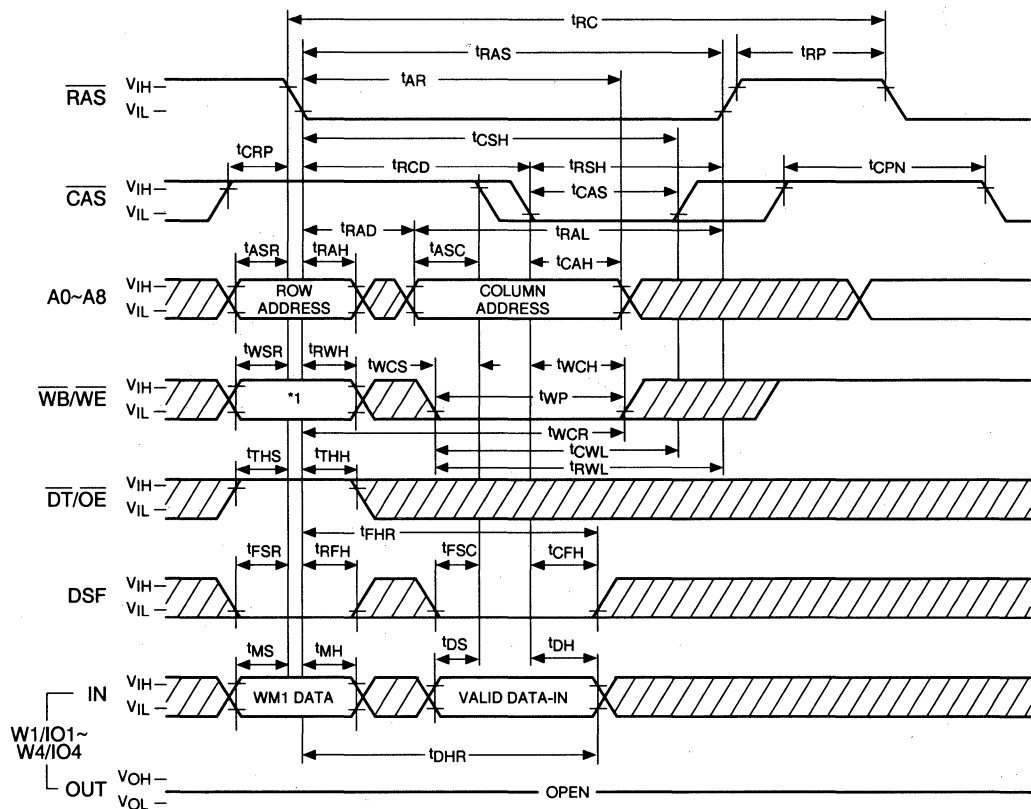 tRC
tRAS
tRP
tAR
RAS
VIH
VIL
tCSH
tCRP
tRCD
tRSH
tCPN
CAS
VIH
VIL
tCAS
tRAD
tRAL
tASR
tRAH
tASC
tCAH
A0~A8
VIH
VIL
ROW
ADDRESS
COLUMN
ADDRESS
tWSR
tRWH
tWCS
tWCH
WB/WE
VIH
VIL
*1
tWP
tWCR
tCWL
tRWL
tTHS
tTHH
DT/OE
VIH
VIL
tFHR
tFSR
tRFH
tFSC
tCFH
DSF
VIH
VIL
tMS
tMH
tDS
tDH
IN
VIH
VIL
WM1 DATA
VALID DATA-IN
W1/IO1~
W4/IO4
tDHR
OUT
VOH
VOL
OPEN